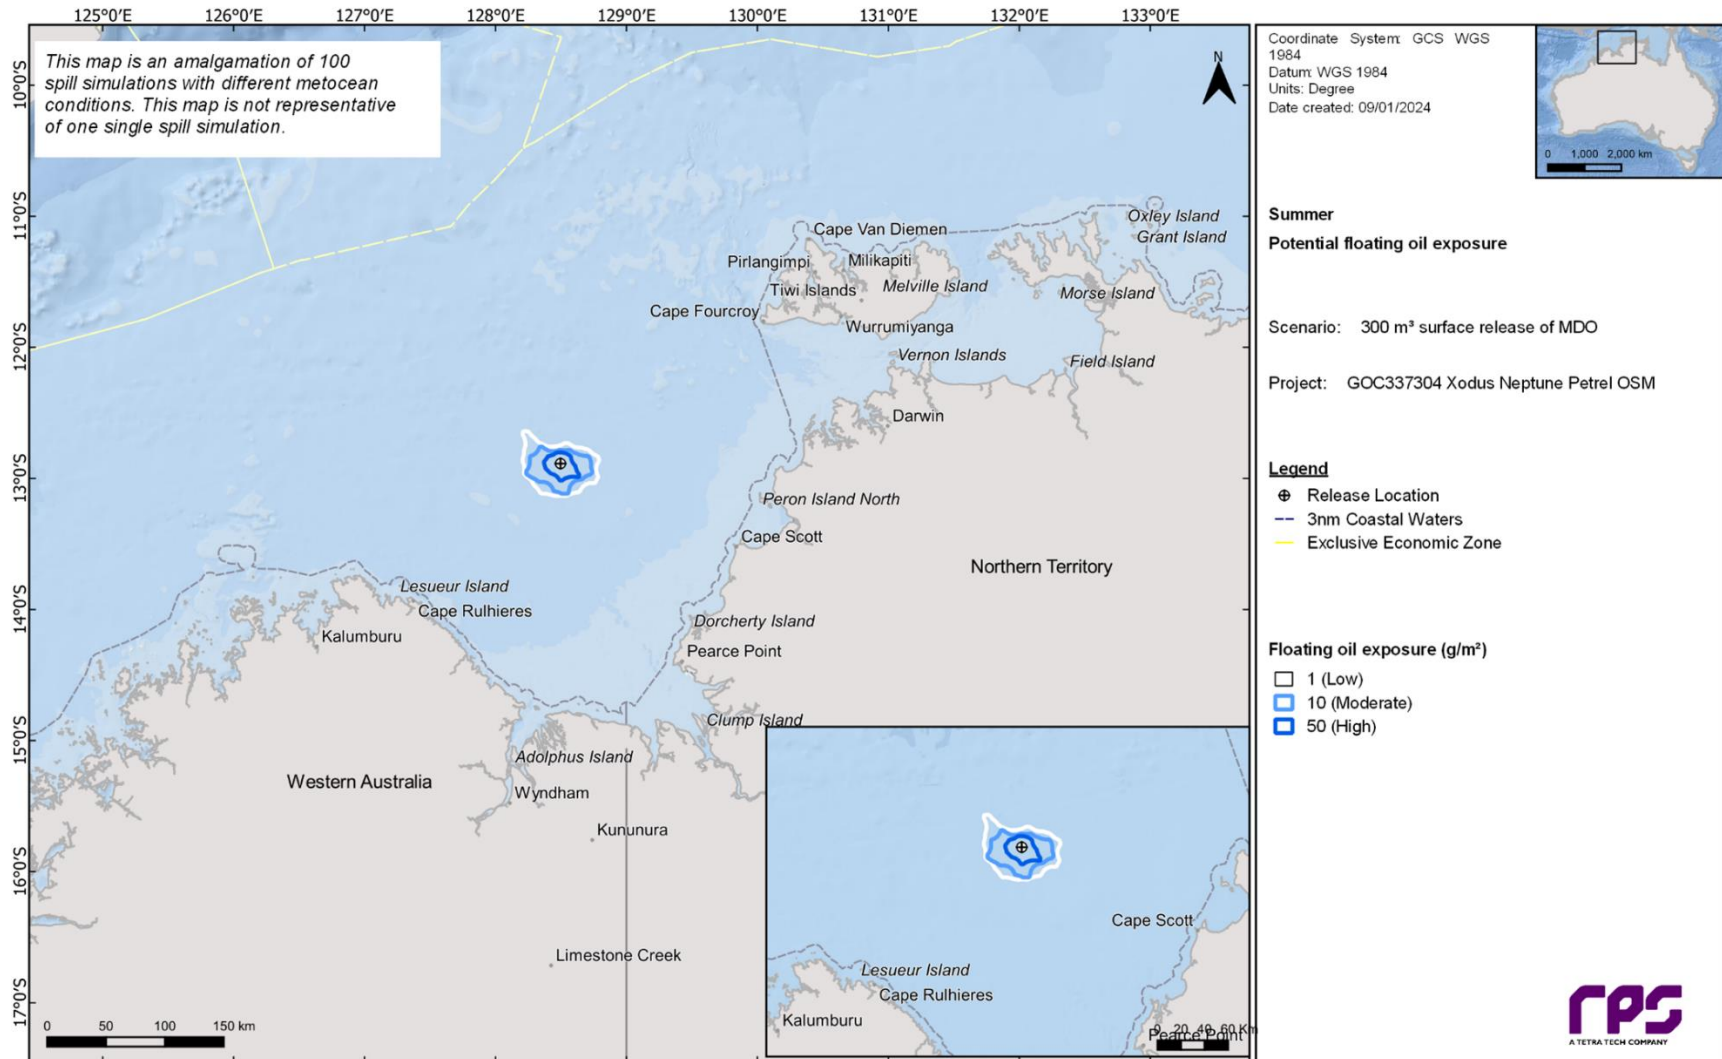 125°0'E 126°0'E 127°0'E 128°0'E 129°0'E 130°0'E 131°0'E 132°0'E 133°0'E
10°0'S
11°0'S
12°0'S
13°0'S
14°0'S
15°0'S
16°0'S
17°0'S
This map is an amalgamation of 100
spill simulations with different metocean
conditions. This map is not representative
of one single spill simulation.
N
Oxley Island
Grant Island
Cape Van Diemen
Pirlangimpi
Milikapiti
Tiwi Islands
Melville Island
Morse Island
Cape Fourcroy
Wurrumiyanga
Vernon Islands
Field Island
Darwin
Peron Island North
Cape Scott
Northern Territory
Lesueur Island
Cape Rulhieres
Kalumburu
Dorcherty Island
Pearce Point
Clump Island
Adolphus Island
Western Australia
Wyndham
Kununura
Limestone Creek
0 50 100 150 km
Cape Scott
Lesueur Island
Cape Rulhieres
Kalumburu
Pearce Point
0 20 40 60 Km
Coordinate System: GCS WGS
1984
Datum: WGS 1984
Units: Degree
Date created: 09/01/2024
0 1,000 2,000 km
Summer
Potential floating oil exposure
Scenario: 300 m³ surface release of MDO
Project: GOC337304 Xodus Neptune Petrel OSM
Legend
Release Location
3nm Coastal Waters
Exclusive Economic Zone
Floating oil exposure (g/m²)
1 (Low)
10 (Moderate)
50 (High)
rps
A TETRA TECH COMPANY